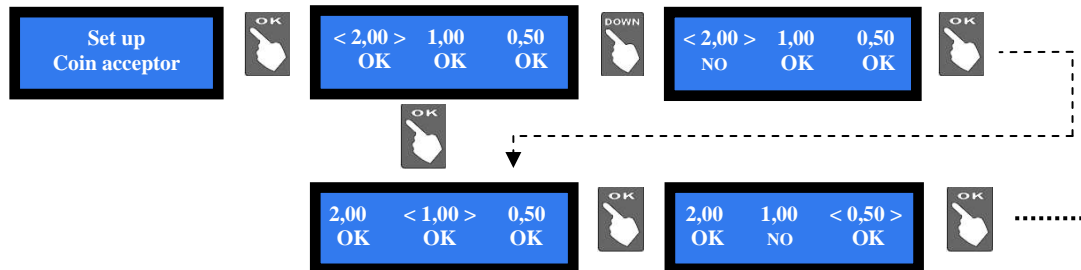 Set up
Coin acceptor
OK
< 2,00 > 1,00 0,50
OK OK OK
DOWN
< 2,00 > 1,00 0,50
NO OK OK
OK
OK
2,00 < 1,00 > 0,50
OK OK OK
OK
2,00 1,00 < 0,50 >
OK NO OK
OK